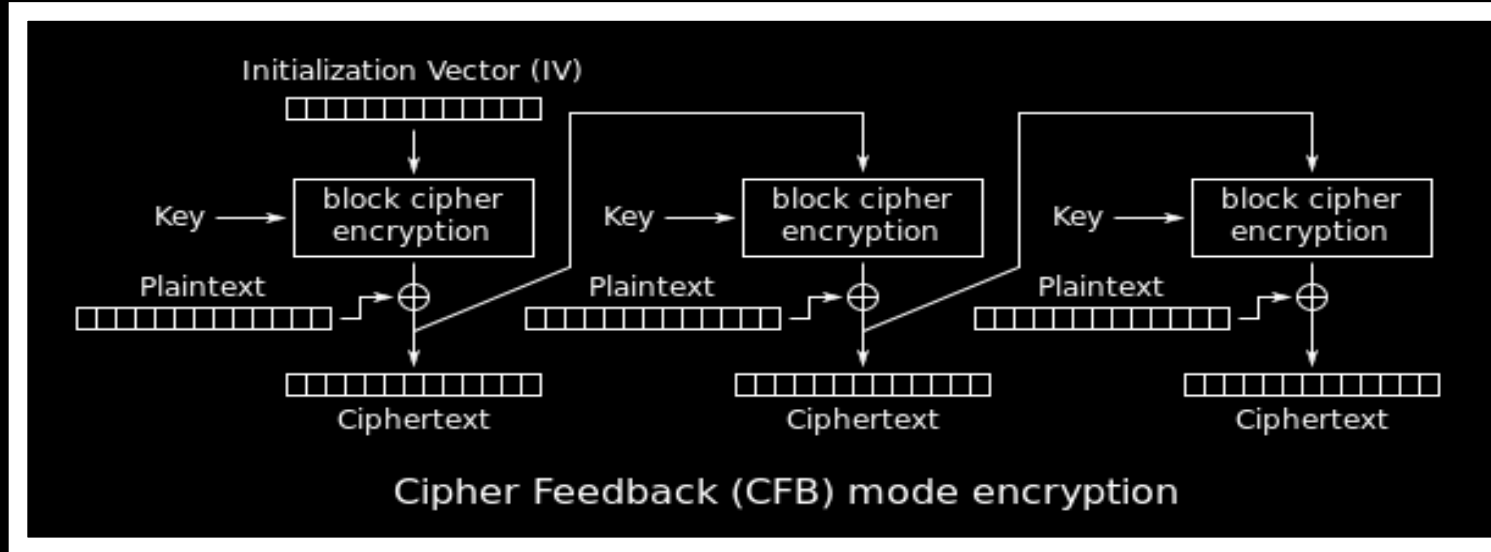 Initialization Vector (IV)
block cipher
encryption
Key
Plaintext
Ciphertext
block cipher
encryption
Key
Plaintext
Ciphertext
block cipher
encryption
Key
Plaintext
Ciphertext
Cipher Feedback (CFB) mode encryption